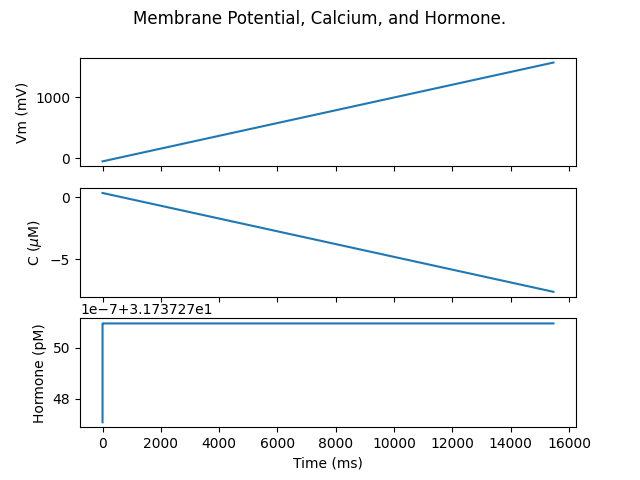 Membrane Potential, Calcium, and Hormone.
1000
0
Vm (mV)
0
−5
C (μM)
1e−7+3.173727e1
50
48
Hormone (pM)
0 2000 4000 6000 8000 10000 12000 14000 16000
Time (ms)